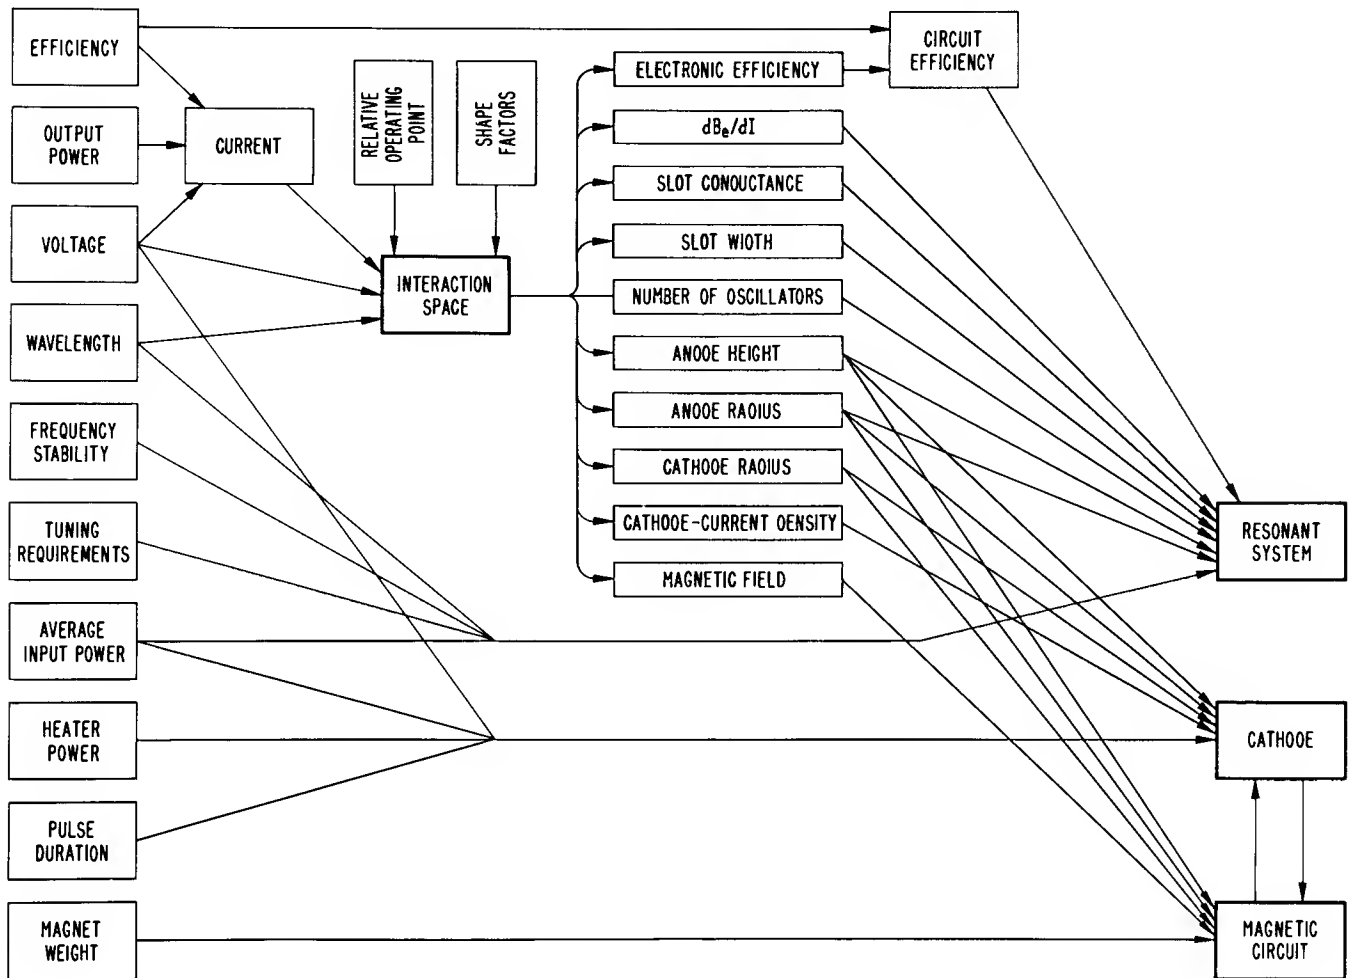 EFFICIENCY
OUTPUT
POWER
VOLTAGE
WAVELENGTH
FREQUENCY
STABILITY
TUNING
REQUIREMENTS
AVERAGE
INPUT POWER
HEATER
POWER
PULSE
DURATION
MAGNET
WEIGHT
CURRENT
RELATIVE
OPERATING
POINT
SHAPE
FACTORS
INTERACTION
SPACE
ELECTRONIC EFFICIENCY
dBe/dI
SLOT CONOUCTANCE
SLOT WIOTH
NUMBER OF OSCILLATORS
ANOOE HEIGHT
ANOOE RAOIUS
CATHOOE RAOIUS
CATHOOE-CURRENT OENSITY
MAGNETIC FIELD
CIRCUIT
EFFICIENCY
RESONANT
SYSTEM
CATHOOE
MAGNETIC
CIRCUIT